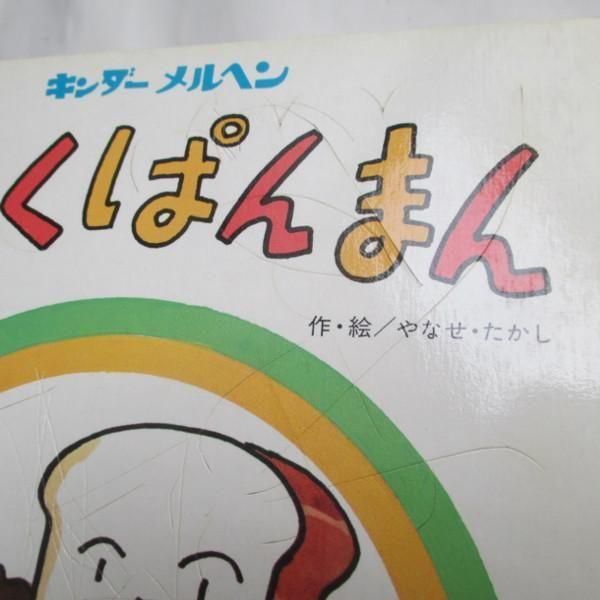 キンダーメルヘン
くぱんまん
作・絵/やなせ・たかし